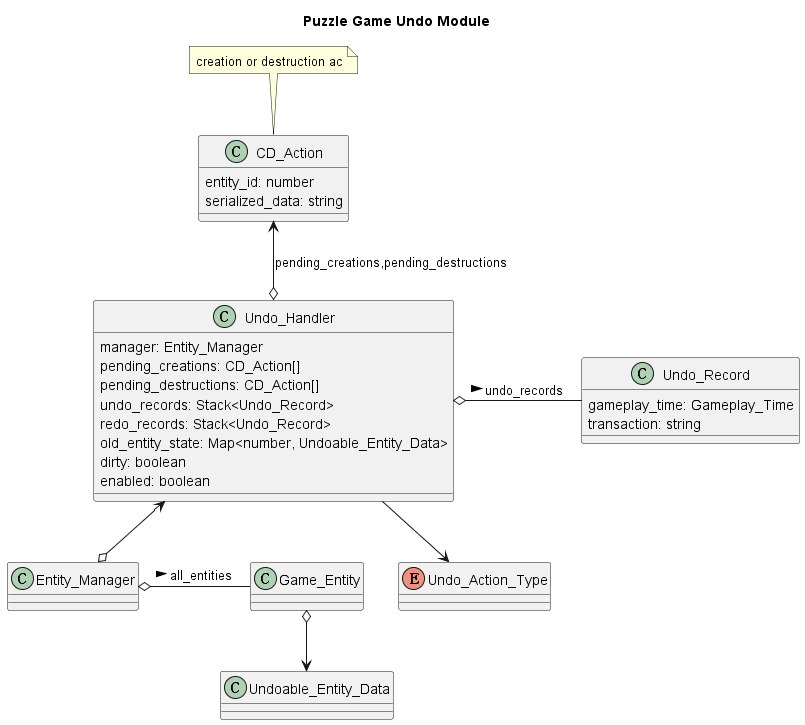 Puzzle Game Undo Module
creation or destruction ac
C CD_Action
entity_id: number
serialized_data: string
pending_creations,pending_destructions
C Undo_Handler
manager: Entity_Manager
pending_creations: CD_Action[]
pending_destructions: CD_Action[]
undo_records: Stack<Undo_Record>
redo_records: Stack<Undo_Record>
old_entity_state: Map<number, Undoable_Entity_Data>
dirty: boolean
enabled: boolean
undo_records
C Undo_Record
gameplay_time: Gameplay_Time
transaction: string
C Entity_Manager
all_entities
C Game_Entity
E Undo_Action_Type
C Undoable_Entity_Data